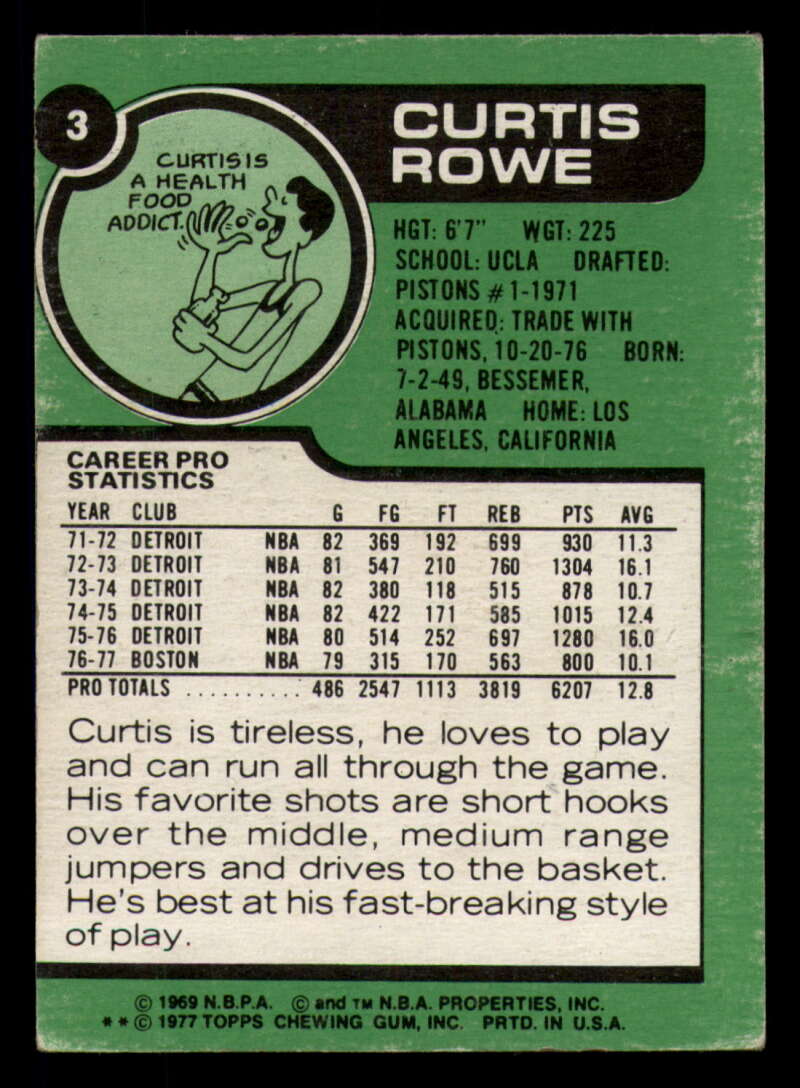 3
CURTIS
ROWE
CURTIS IS
A HEALTH
FOOD
ADDICT.
HGT: 6'7" WGT: 225
SCHOOL: UCLA DRAFTED:
PISTONS #1-1971
ACQUIRED: TRADE WITH
PISTONS, 10-20-76 BORN:
7-2-49, BESSEMER,
ALABAMA HOME: LOS
ANGELES, CALIFORNIA
CAREER PRO
STATISTICS
YEAR CLUB G FG FT REB PTS AVG
71-72 DETROIT NBA 82 369 192 699 930 11.3
72-73 DETROIT NBA 81 547 210 760 1304 16.1
73-74 DETROIT NBA 82 380 118 515 878 10.7
74-75 DETROIT NBA 82 422 171 585 1015 12.4
75-76 DETROIT NBA 80 514 252 697 1280 16.0
76-77 BOSTON NBA 79 315 170 563 800 10.1
PRO TOTALS .......... 486 2547 1113 3819 6207 12.8
Curtis is tireless, he loves to play
and can run all through the game.
His favorite shots are short hooks
over the middle, medium range
jumpers and drives to the basket.
He's best at his fast-breaking style
of play.
© 1969 N.B.P.A. © and TM N.B.A. PROPERTIES, INC.
**© 1977 TOPPS CHEWING GUM, INC. PRTD. IN U.S.A.